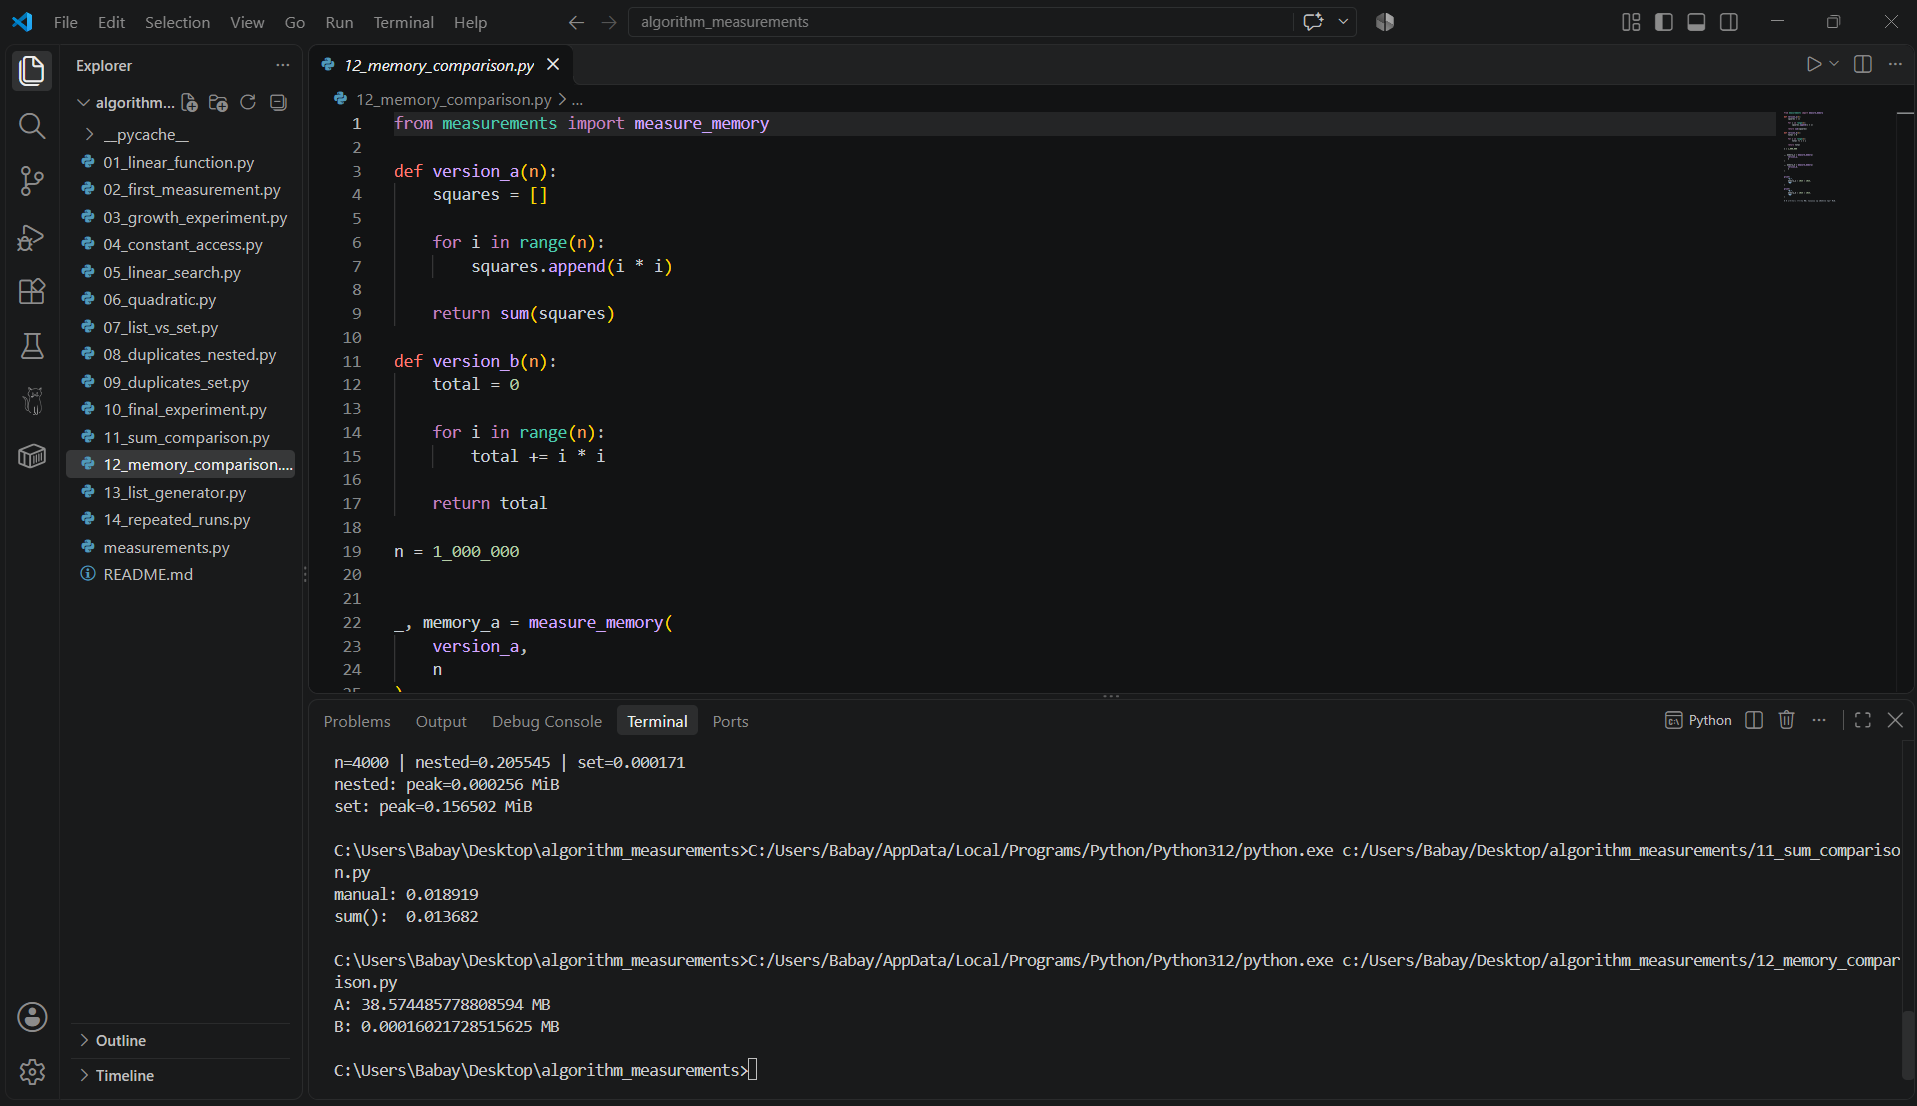 File Edit Selection View Go Run Terminal Help
algorithm_measurements
Explorer
algorithm...
__pycache__
01_linear_function.py
02_first_measurement.py
03_growth_experiment.py
04_constant_access.py
05_linear_search.py
06_quadratic.py
07_list_vs_set.py
08_duplicates_nested.py
09_duplicates_set.py
10_final_experiment.py
11_sum_comparison.py
12_memory_comparison....
13_list_generator.py
14_repeated_runs.py
measurements.py
README.md
Outline
Timeline
12_memory_comparison.py
12_memory_comparison.py > ...
1 from measurements import measure_memory
2
3 def version_a(n):
4 squares = []
5
6 for i in range(n):
7 squares.append(i * i)
8
9 return sum(squares)
10
11 def version_b(n):
12 total = 0
13
14 for i in range(n):
15 total += i * i
16
17 return total
18
19 n = 1_000_000
20
21
22 _, memory_a = measure_memory(
23 version_a,
24 n
25 )
Problems Output Debug Console Terminal Ports
Python
n=4000 | nested=0.205545 | set=0.000171
nested: peak=0.000256 MiB
set: peak=0.156502 MiB
C:\Users\Babay\Desktop\algorithm_measurements>C:/Users/Babay/AppData/Local/Programs/Python/Python312/python.exe c:/Users/Babay/Desktop/algorithm_measurements/11_sum_compariso
n.py
manual: 0.018919
sum(): 0.013682
C:\Users\Babay\Desktop\algorithm_measurements>C:/Users/Babay/AppData/Local/Programs/Python/Python312/python.exe c:/Users/Babay/Desktop/algorithm_measurements/12_memory_compar
ison.py
A: 38.574485778808594 MB
B: 0.00016021728515625 MB
C:\Users\Babay\Desktop\algorithm_measurements>